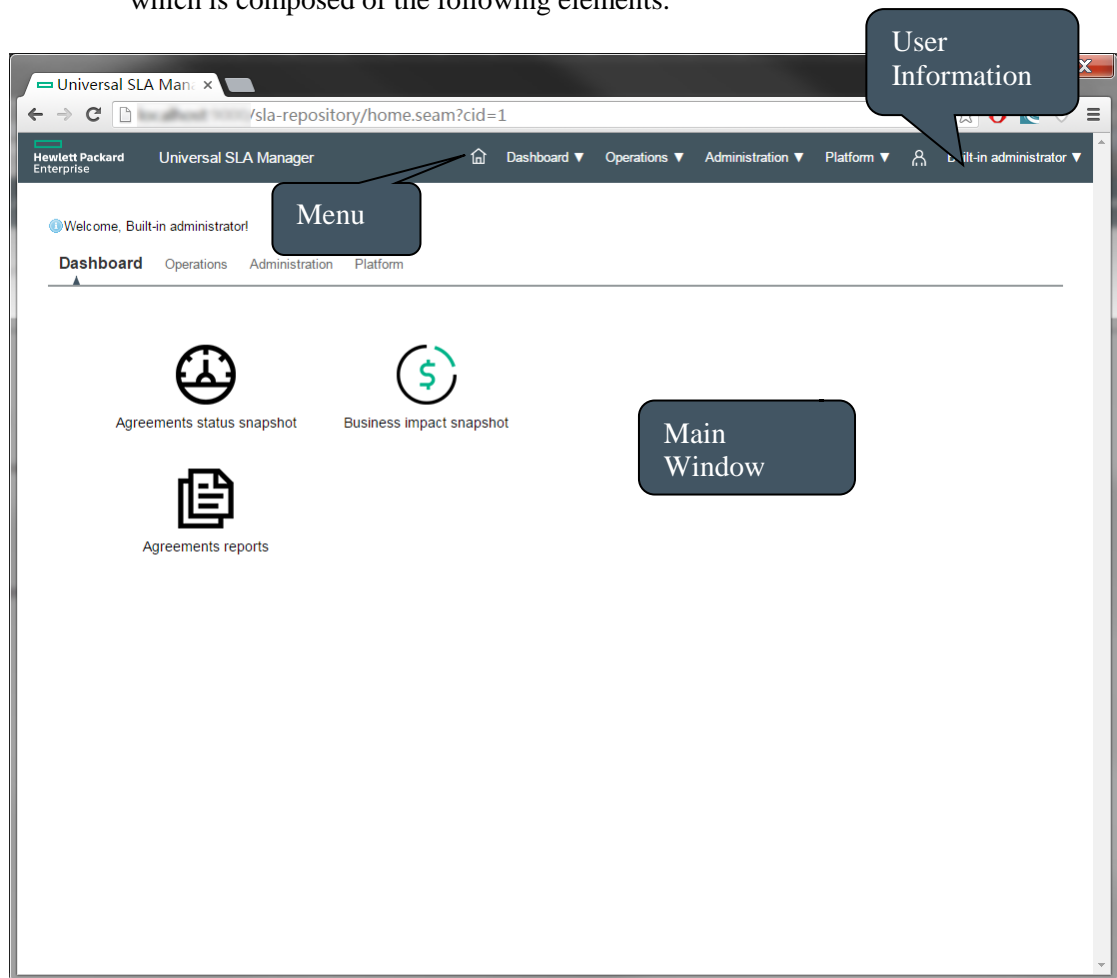 which is composed of the following elements:
User
Information
Universal SLA Man
/sla-repository/home.seam?cid=1
Hewlett Packard
Enterprise
Universal SLA Manager
Dashboard ▼ Operations ▼ Administration ▼ Platform ▼ Built-in administrator ▼
Menu
Welcome, Built-in administrator!
Dashboard Operations Administration Platform
Agreements status snapshot Business impact snapshot
Main
Window
Agreements reports